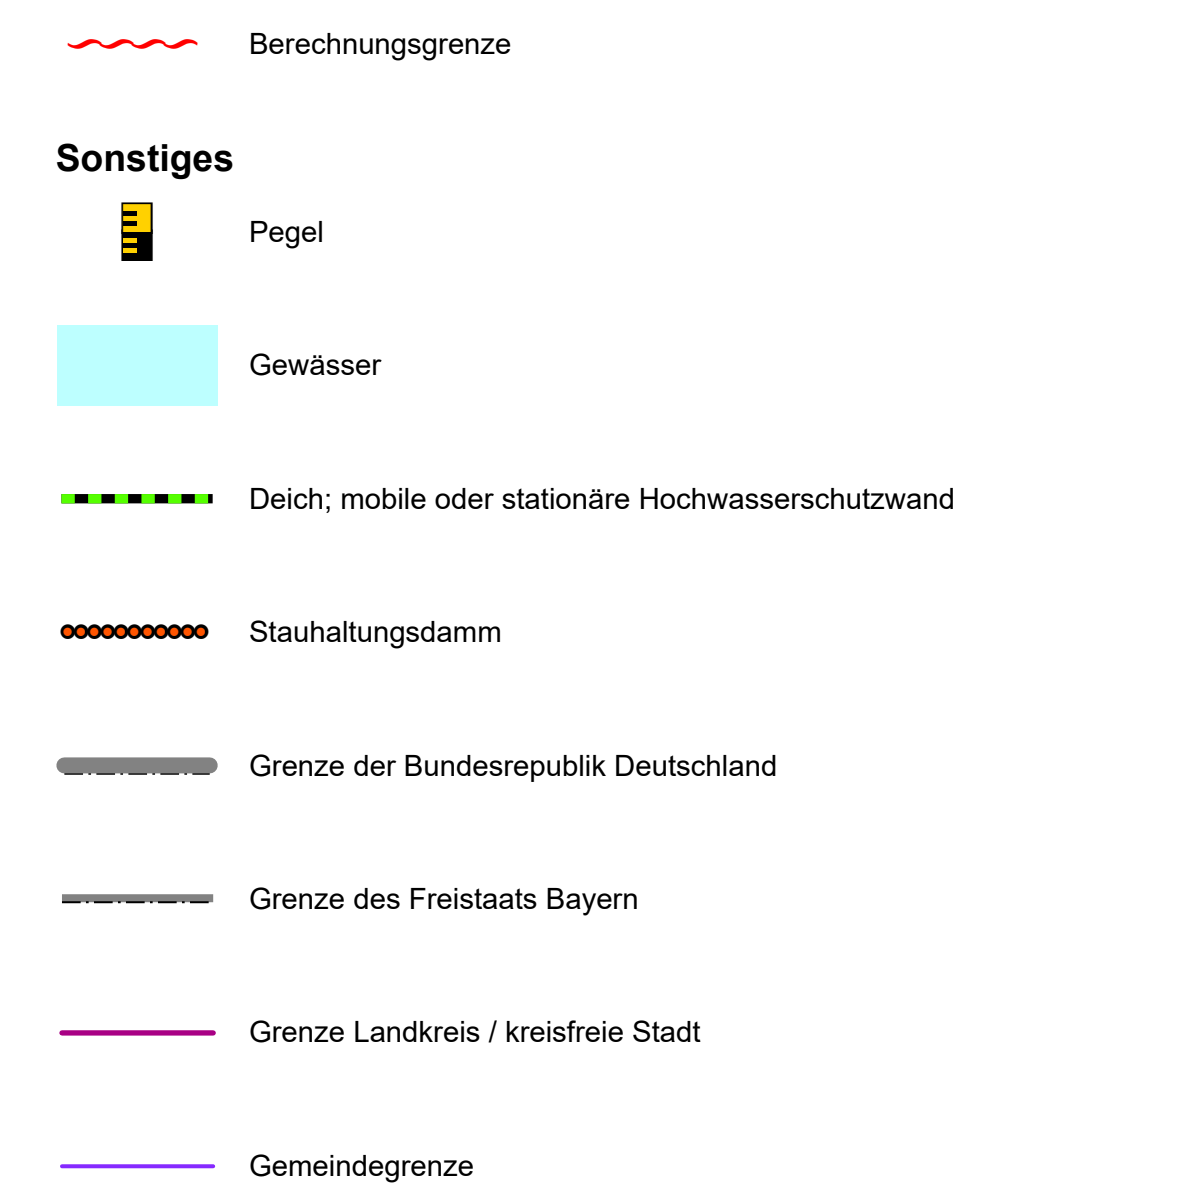 Berechnungsgrenze
Sonstiges
Pegel
Gewässer
Deich; mobile oder stationäre Hochwasserschutzwand
Stauhaltungsdamm
Grenze der Bundesrepublik Deutschland
Grenze des Freistaats Bayern
Grenze Landkreis / kreisfreie Stadt
Gemeindegrenze